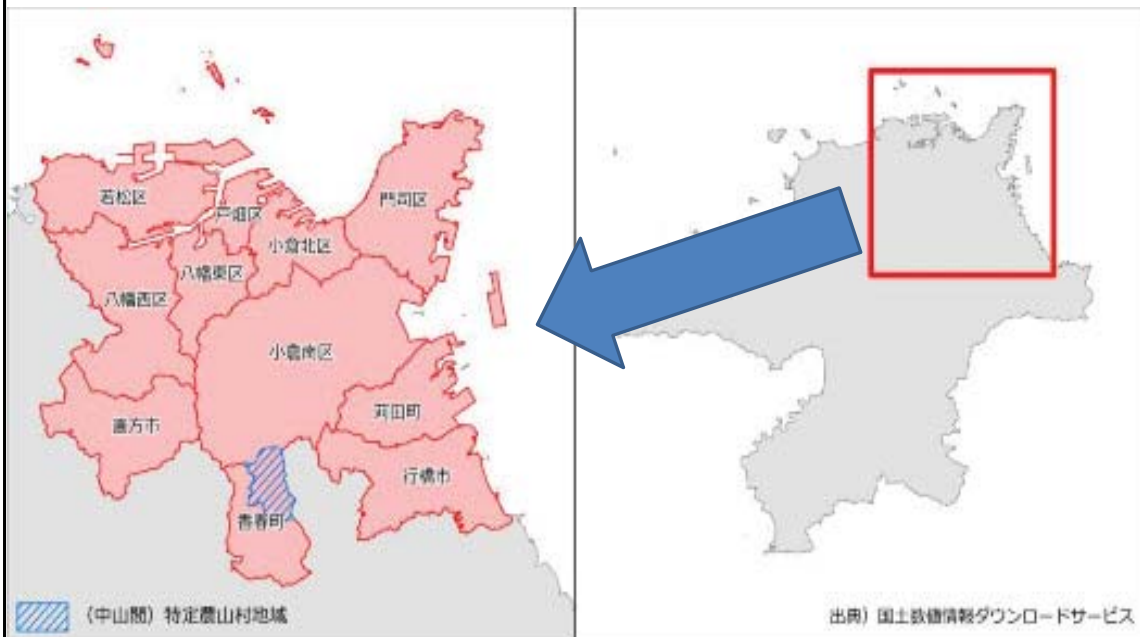 若松区
戸畑区
門司区
小倉北区
八幡東区
八幡西区
小倉南区
苅田町
直方市
行橋市
香春町
（中山間）特定農山村地域
出典）国土数値情報ダウンロードサービス